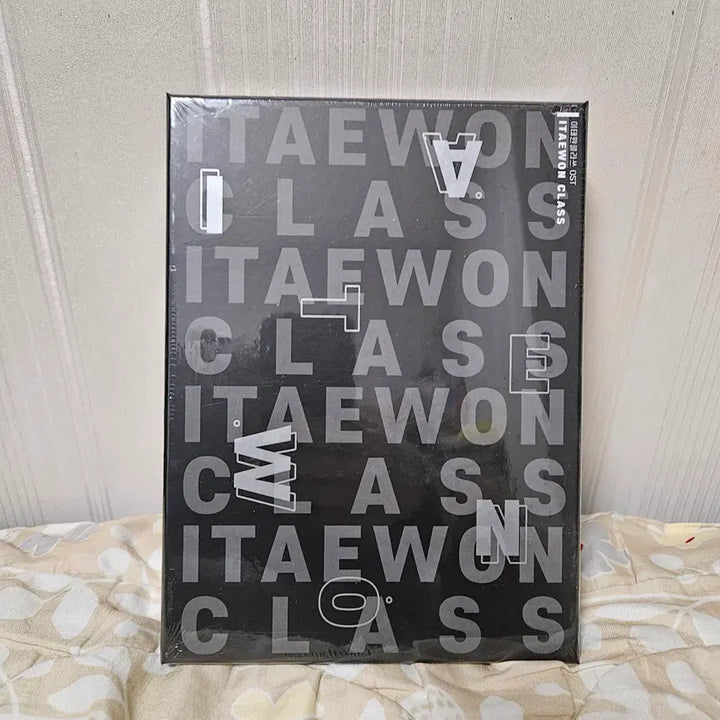 ITAEWON
CLASS
ITAEWON
CLASS
ITAEWON
CLASS
ITAEWON
CLASS
I
T
A
E
W
O
N
이태원클라쓰 OST
ITAEWON CLASS